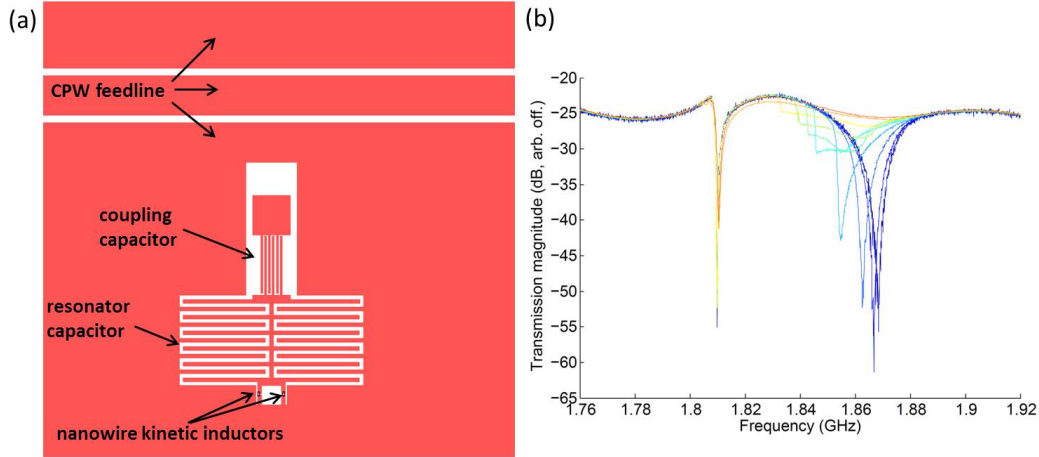 (a)
CPW feedline
coupling
capacitor
resonator
capacitor
nanowire kinetic inductors
(b)
Transmission magnitude (dB, arb. off.)
−20
−25
−30
−35
−40
−45
−50
−55
−60
−65
1.76 1.78 1.8 1.82 1.84 1.86 1.88 1.9 1.92
Frequency (GHz)